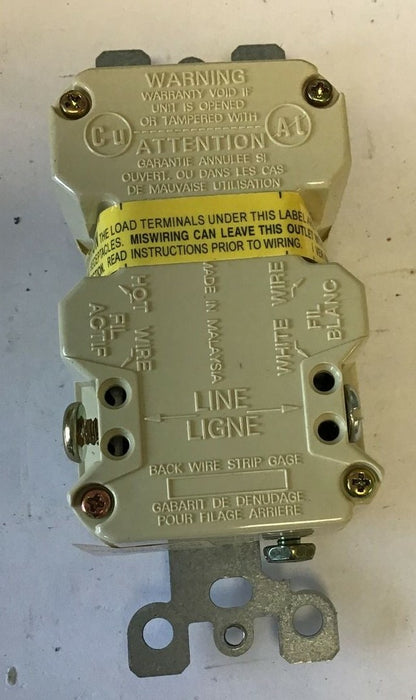 WARNING
WARRANTY VOID IF
UNIT IS OPENED
OR TAMPERED WITH
Cu
Al
ATTENTION
GARANTIE ANNULEE SI
OUVERT, OU DANS LES CAS
DE MAUVAISE UTILISATION
THE LOAD TERMINALS UNDER THIS LABEL
MISWIRING CAN LEAVE THIS OUTLET
READ INSTRUCTIONS PRIOR TO WIRING.
HOT WIRE
FIL
ACTIF
MADE IN MALAYSIA
WHITE WIRE
FIL
BLANC
LINE
LIGNE
BACK WIRE STRIP GAGE
GABARIT DE DENUDAGE
POUR FILAGE ARRIERE